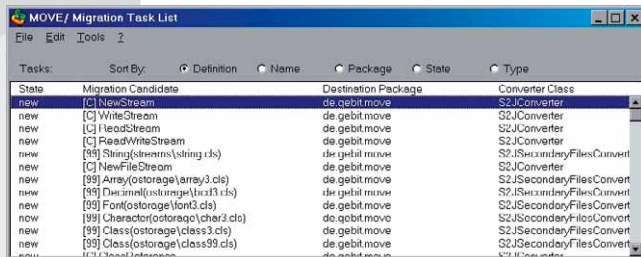 MOVE/ Migration Task List
File Edit Tools ?
Tasks: Sort By: Definition Name Package State Type
State Migration Candidate Destination Package Converter Class
new [C] NewStream de.gebit.move S2JConverter
new [C] WriteStream de.gebit.move S2JConverter
new [C] ReadStream de.gebit.move S2JConverter
new [C] ReadWriteStream de.gebit.move S2JConverter
new [99] String(streams\string.cls) de.gebit.move S2JSecondaryFilesConvert
new [C] NewFileStream de.gebit.move S2JConverter
new [99] Array(ostorage\array3.cls) de.gebit.move S2JSecondaryFilesConvert
new [99] Decimal(ostorage\bcd3.cls) de.gebit.move S2JSecondaryFilesConvert
new [99] Font(ostorage\font3.cls) de.gebit.move S2JSecondaryFilesConvert
new [99] Character(ostorage\char3.cls) de.gebit.move S2JSecondaryFilesConvert
new [99] Class(ostorage\class3.cls) de.gebit.move S2JSecondaryFilesConvert
new [99] Class(ostorage\class99.cls) de.gebit.move S2JSecondaryFilesConvert
new [C] ClassReference de.gebit.move S2JConverter